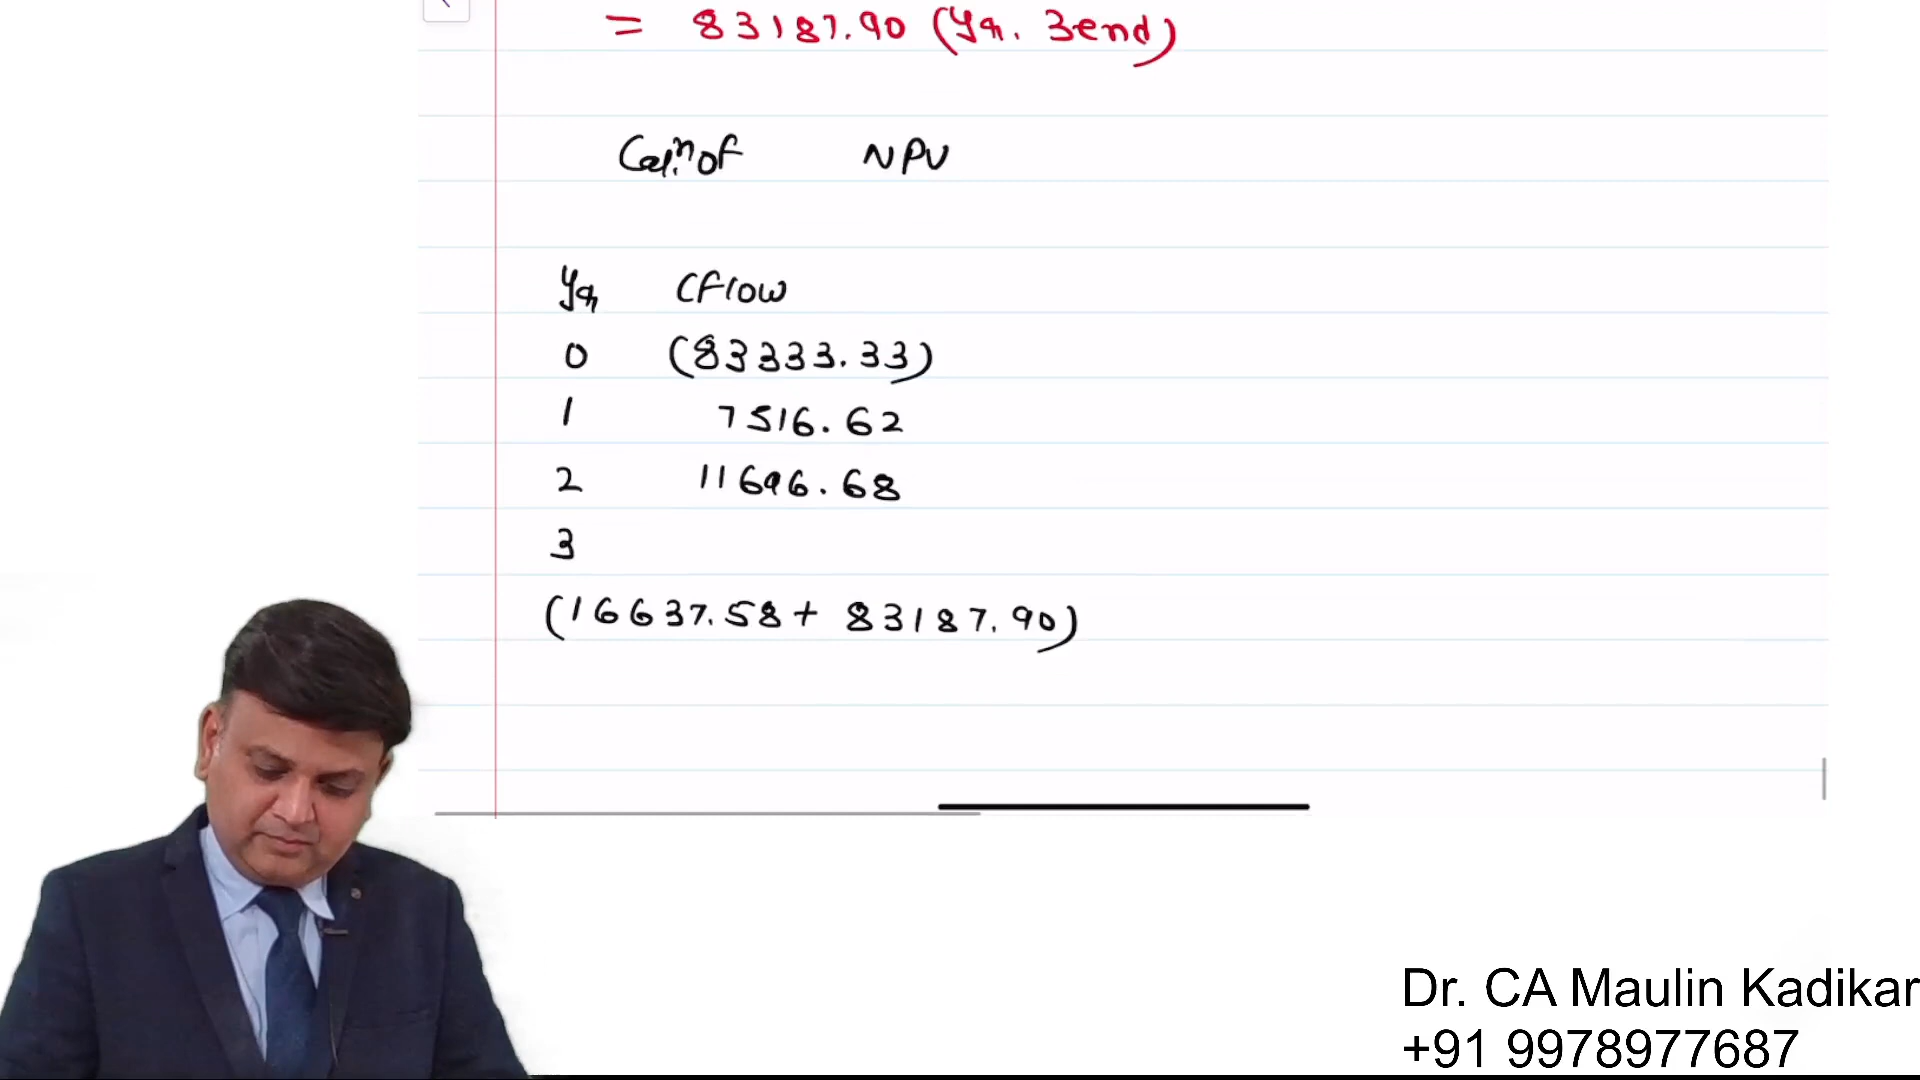 = 83187.90 (Yr. 3end)
Calⁿ. of NPV
Yr Cflow
0 (83333.33)
1 7516.62
2 11696.68
3
(16637.58 + 83187.90)
Dr. CA Maulin Kadikar
+91 9978977687